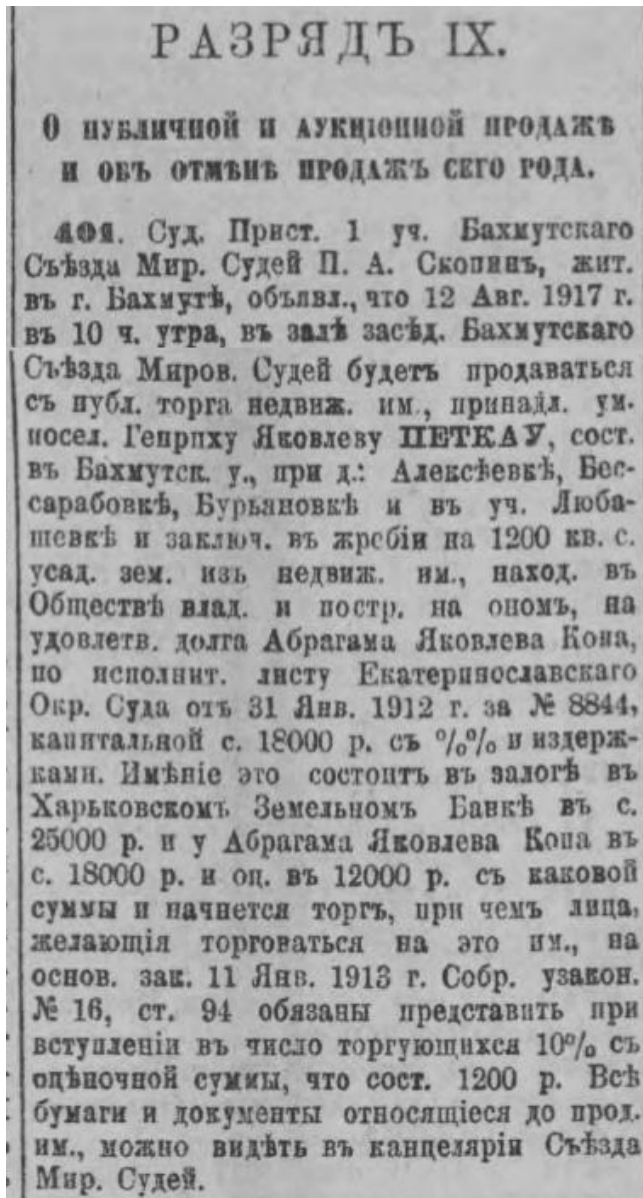 РАЗРЯДЪ IX.
О ПУБЛИЧНОЙ И АУКЦІОННОЙ ПРОДАЖѢ
И ОБЪ ОТМѢНѢ ПРОДАЖЪ СЕГО РОДА.
401. Суд. Прист. 1 уч. Бахмутскаго
Съѣзда Мир. Судей П. А. Скопинъ, жит.
въ г. Бахмутѣ, объявл., что 12 Авг. 1917 г.
въ 10 ч. утра, въ залѣ засѣд. Бахмутскаго
Съѣзда Миров. Судей будетъ продаваться
съ публ. торга недвиж. им., принадл. ум.
посел. Генриху Яковлеву ПЕТКАУ, сост.
въ Бахмутск. у., при д.: Алексѣевкѣ, Бес-
сарабовкѣ, Бурьяновкѣ и въ уч. Люба-
шевкѣ и заключ. въ жребіи на 1200 кв. с.
усад. зем. изъ недвиж. им., наход. въ
Обществѣ влад. и постр. на ономъ, на
удовлетв. долга Абрагама Яковлева Копа,
по исполнит. листу Екатеринославскаго
Окр. Суда отъ 31 Янв. 1912 г. за № 8844,
капитальной с. 18000 р. съ %% и издерж-
ками. Имѣніе это состоитъ въ залогѣ въ
Харьковскомъ Земельномъ Банкѣ въ с.
25000 р. и у Абрагама Яковлева Копа въ
с. 18000 р. и оц. въ 12000 р. съ каковой
суммы и начнется торгъ, при чемъ лица,
желающія торговаться на это им., на
основ. зак. 11 Янв. 1913 г. Собр. узакон.
№ 16, ст. 94 обязаны представить при
вступленіи въ число торгующихся 10% съ
оцѣночной суммы, что сост. 1200 р. Всѣ
бумаги и документы относящіеся до прод.
им., можно видѣть въ канцеляріи Съѣзда
Мир. Судей.